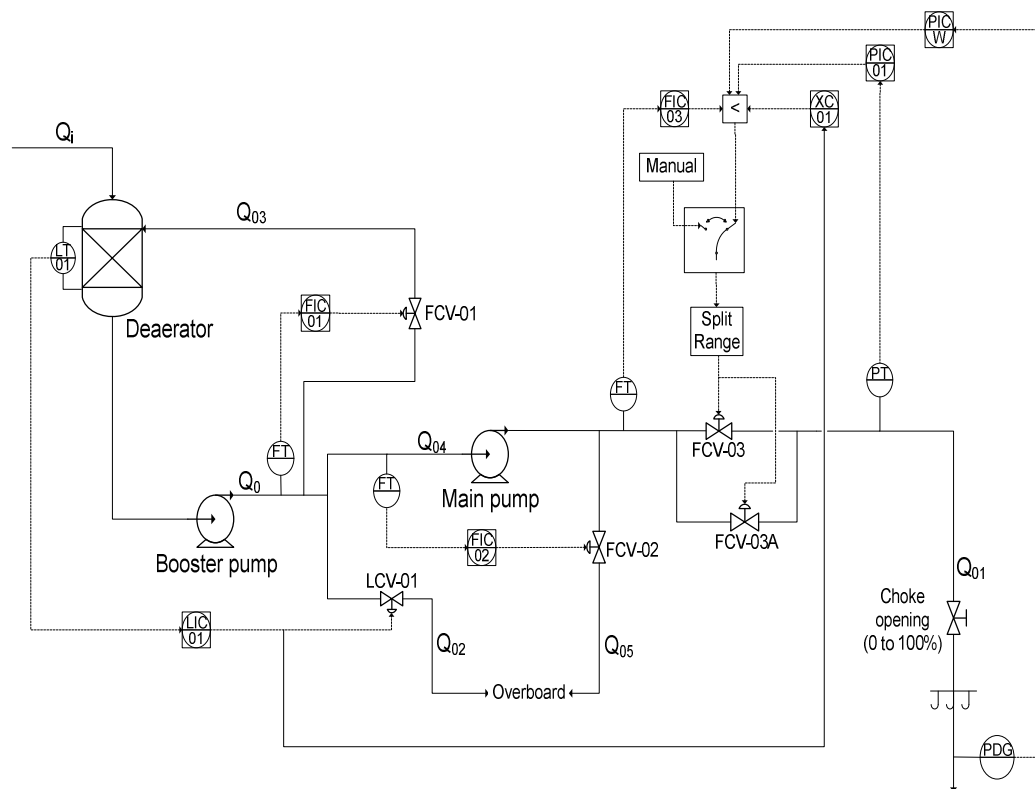 PIC
W
PIC
01
FIC
03
<
XC
01
Qi
Manual
Q03
LT
01
FIC
01
FCV-01
Deaerator
Split
Range
FT
PT
Q04
FCV-03
FT
Q0
FT
Main pump
FCV-03A
Booster pump
FIC
02
FCV-02
LCV-01
Q01
Choke
opening
(0 to 100%)
LIC
01
Q02
Q05
Overboard
PDG